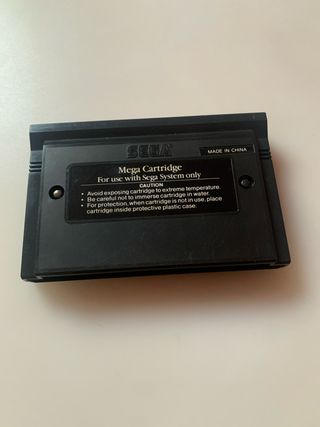 SEGA
MADE IN CHINA
Mega Cartridge
For use with Sega System only
CAUTION
• Avoid exposing cartridge to extreme temperature.
• Be careful not to immerse cartridge in water.
• For protection, when cartridge is not in use, place
cartridge inside protective plastic case.